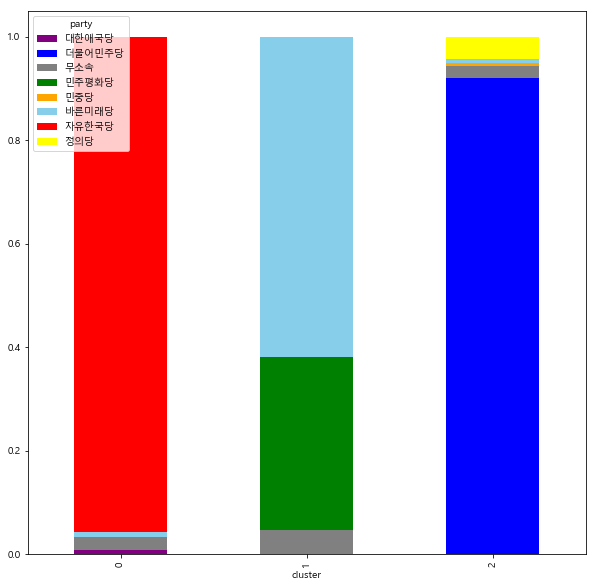 party
대한애국당
더불어민주당
무소속
민주평화당
민중당
바른미래당
자유한국당
정의당
1.0
0.8
0.6
0.4
0.2
0.0
0
1
2
cluster